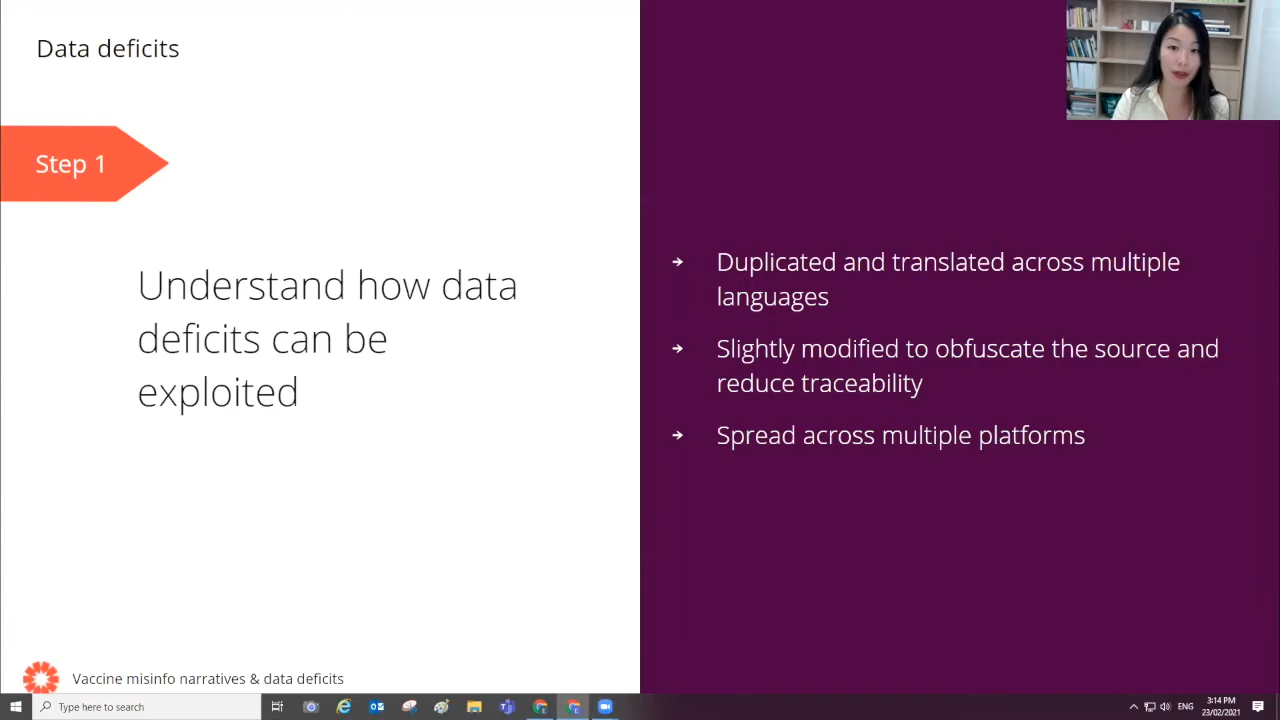 Data deficits
Step 1
Understand how data
deficits can be
exploited
Duplicated and translated across multiple
languages
Slightly modified to obfuscate the source and
reduce traceability
Spread across multiple platforms
Vaccine misinfo narratives & data deficits
Type here to search
ENG
3:14 PM
23/02/2021